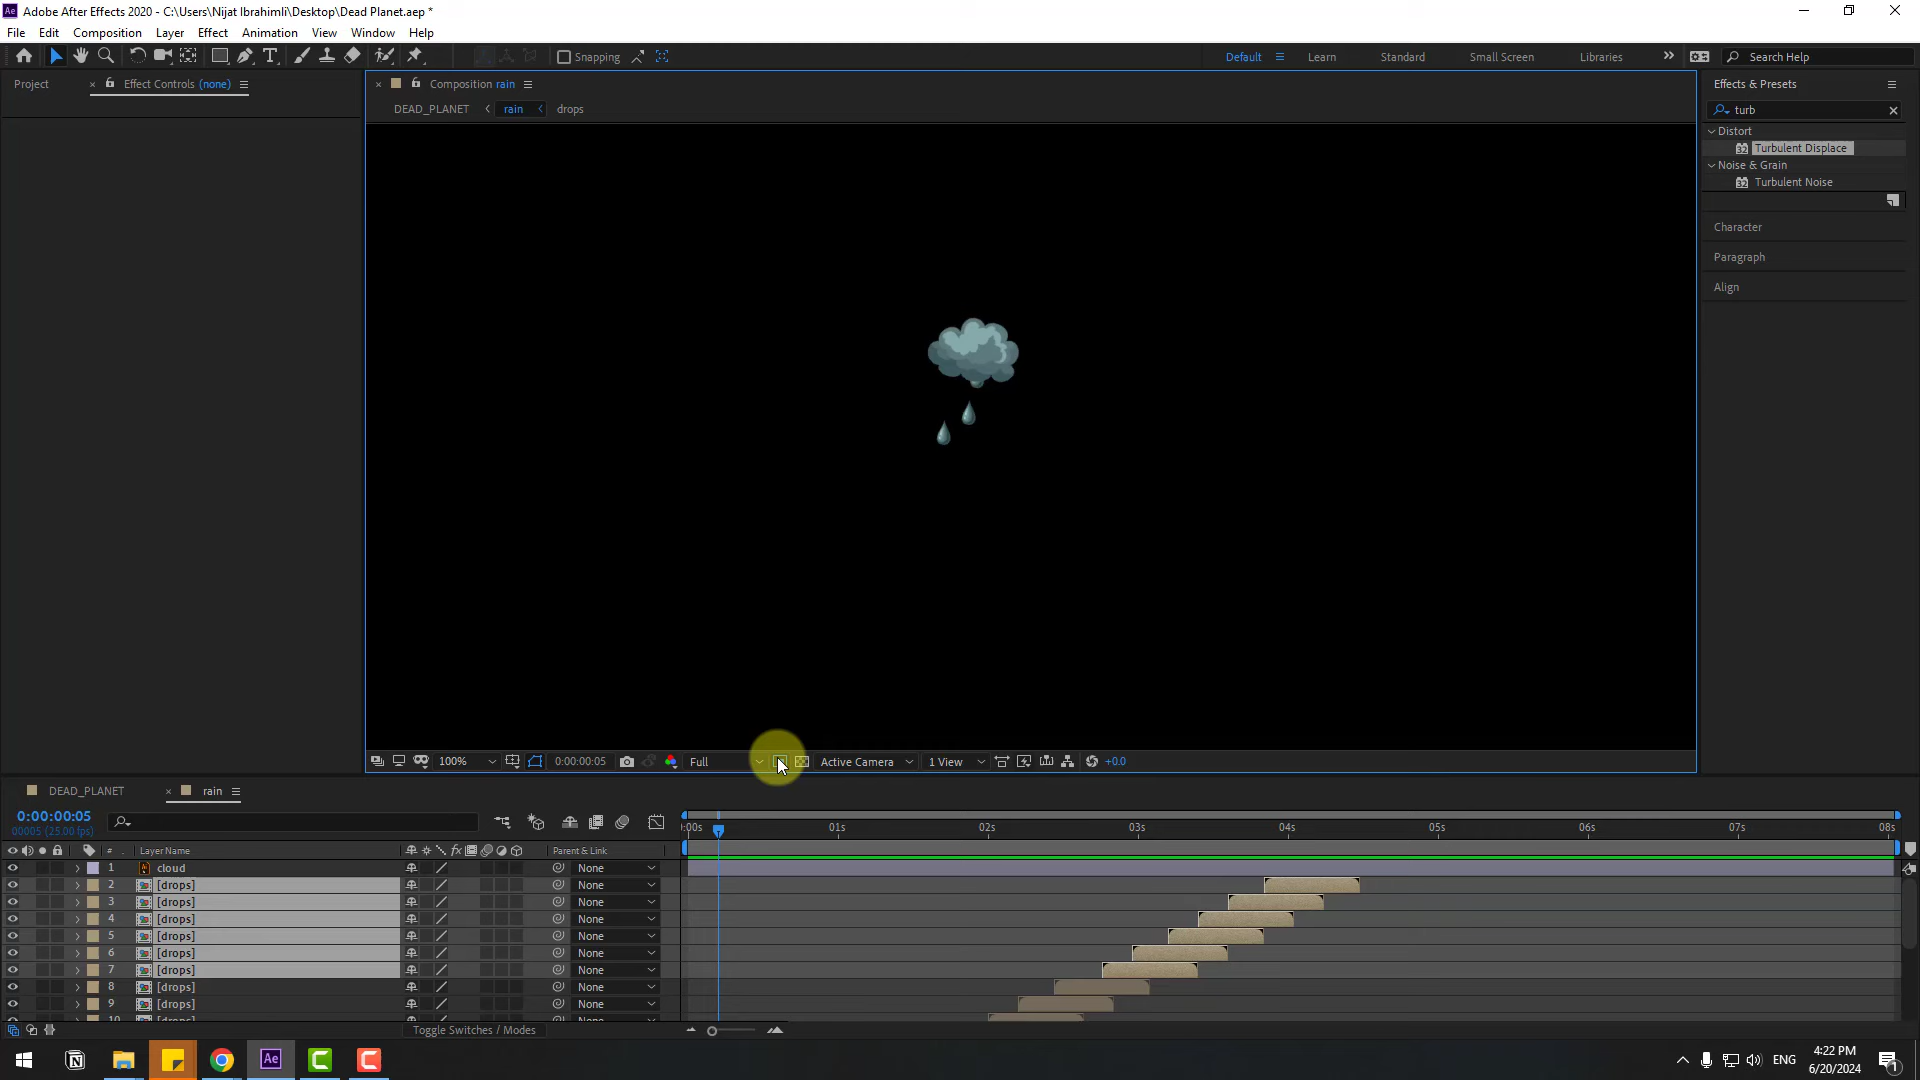 Adobe After Effects 2020 - C:\Users\Nijat Ibrahimli\Desktop\Dead Planet.aep *
File Edit Composition Layer Effect Animation View Window Help
Snapping Default Learn Standard Small Screen Libraries Search Help
Project Effect Controls (none) Composition rain Effects & Presets
DEAD_PLANET rain drops
turb
Distort
Turbulent Displace
Noise & Grain
Turbulent Noise
Character
Paragraph
Align
100% 0:00:00:05 Full Active Camera 1 View +0.0
DEAD_PLANET rain
0:00:00:05
00005 (25.00 fps)
:00s 01s 02s 03s 04s 05s 06s 07s 08s
# Layer Name Parent & Link
1 cloud None
2 [drops] None
3 [drops] None
4 [drops] None
5 [drops] None
6 [drops] None
7 [drops] None
8 [drops] None
9 [drops] None
10 [drops] None
Toggle Switches / Modes
ENG 4:22 PM
6/20/2024